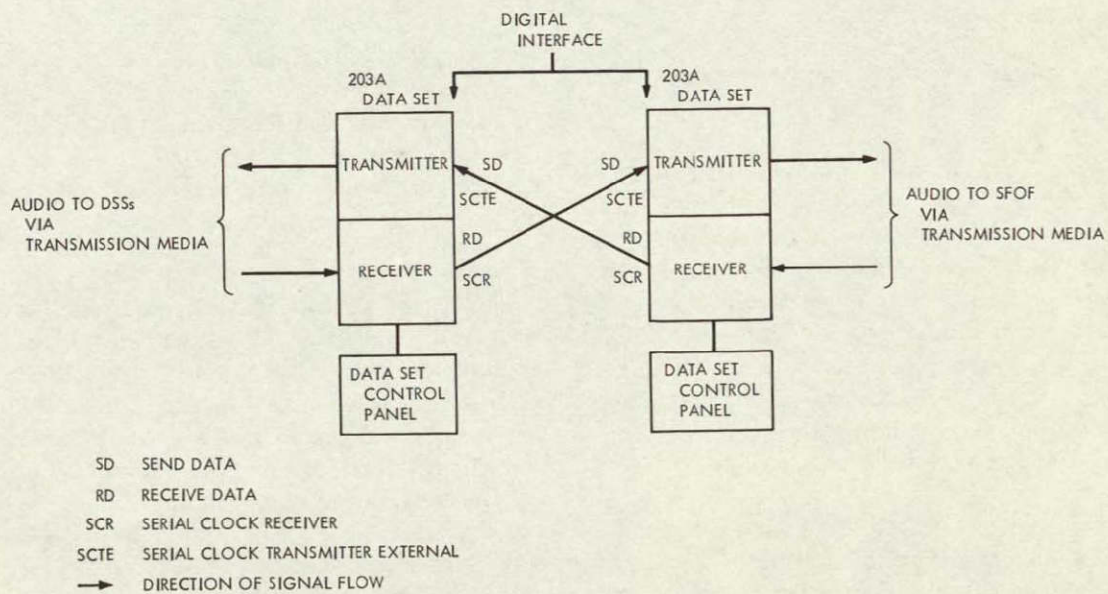 DIGITAL
INTERFACE
203A
DATA SET
203A
DATA SET
TRANSMITTER
SD
SCTE
RD
SCR
RECEIVER
SD
SCTE
RD
SCR
TRANSMITTER
RECEIVER
AUDIO TO DSSs
VIA
TRANSMISSION MEDIA
AUDIO TO SFOF
VIA
TRANSMISSION MEDIA
DATA SET
CONTROL
PANEL
DATA SET
CONTROL
PANEL
SD SEND DATA
RD RECEIVE DATA
SCR SERIAL CLOCK RECEIVER
SCTE SERIAL CLOCK TRANSMITTER EXTERNAL
DIRECTION OF SIGNAL FLOW